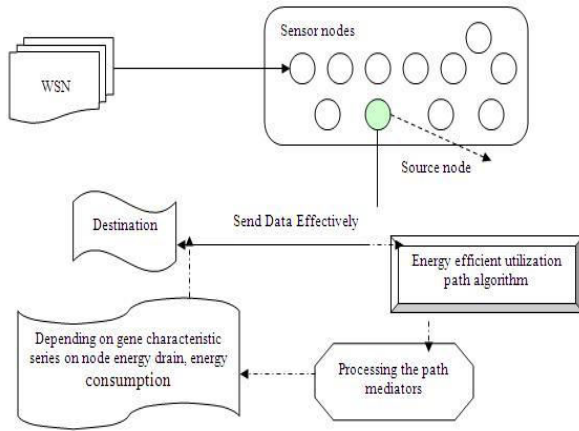 Sensor nodes
WSN
Source node
Destination
Send Data Effectively
Energy efficient utilization
path algorithm
Depending on gene characteristic
series on node energy drain, energy
consumption
Processing the path
mediators